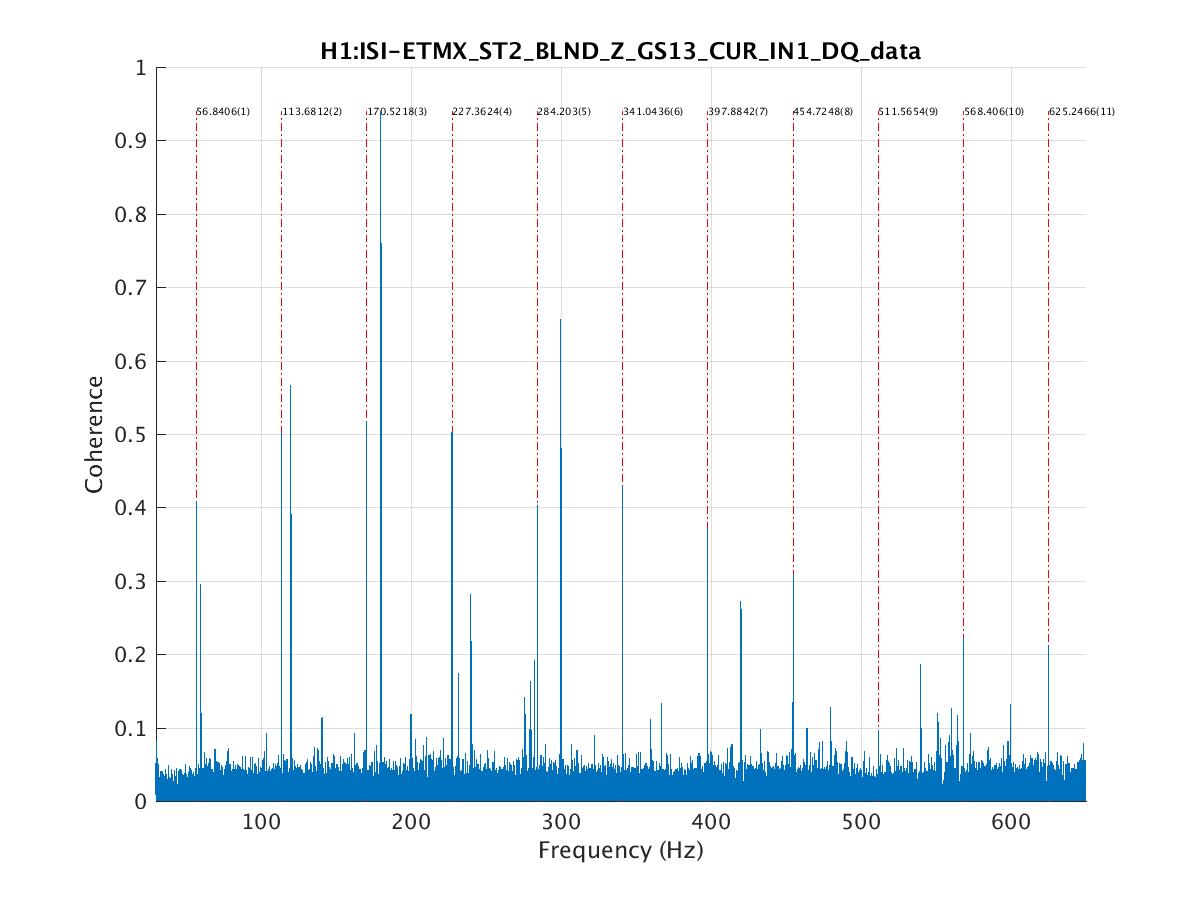 H1:ISI-ETMX_ST2_BLND_Z_GS13_CUR_IN1_DQ_data
1
56.8406(1) 113.6812(2) 170.5218(3) 227.3624(4) 284.203(5) 341.0436(6) 397.8842(7) 454.7248(8) 511.5654(9) 568.406(10) 625.2466(11)
0.9
0.8
0.7
0.6
0.5
0.4
0.3
0.2
0.1
0
Coherence
100 200 300 400 500 600
Frequency (Hz)